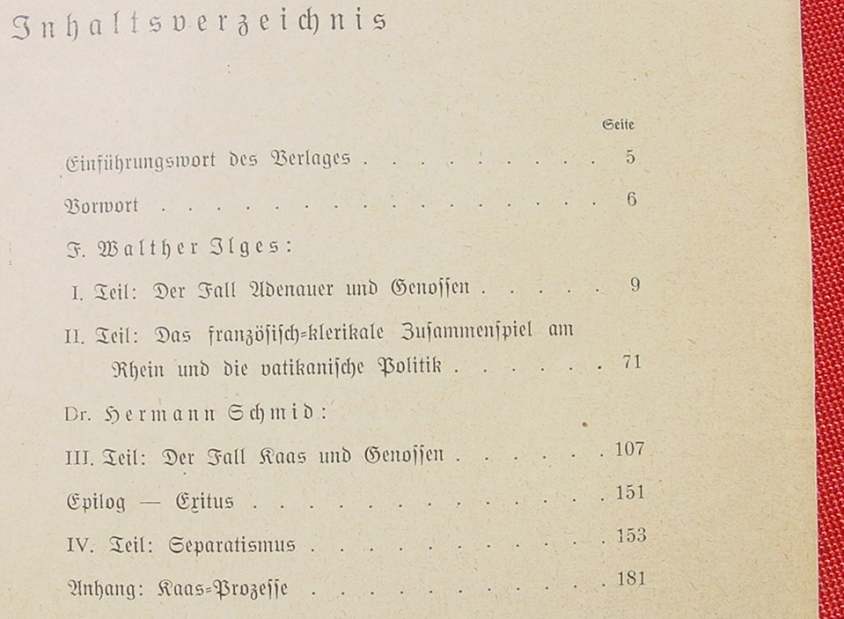 Inhaltsverzeichnis
Seite
Einführungswort des Verlages . . . . . . . . . 5
Vorwort . . . . . . . . . . . . . . . . 6
F. Walther Ilges:
I. Teil: Der Fall Adenauer und Genossen . . . . . 9
II. Teil: Das französisch-klerikale Zusammenspiel am
Rhein und die vatikanische Politik . . . . . . 71
Dr. Hermann Schmid:
III. Teil: Der Fall Kaas und Genossen . . . . . . 107
Epilog — Exitus . . . . . . . . . . . . . 151
IV. Teil: Separatismus . . . . . . . . . . . 153
Anhang: Kaas-Prozesse . . . . . . . . . . . 181